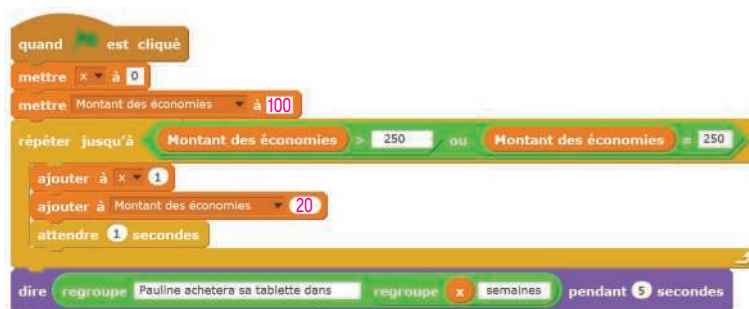 quand est cliqué
mettre x à 0
mettre Montant des économies à 100
répéter jusqu'à Montant des économies > 250 ou Montant des économies = 250
ajouter à x 1
ajouter à Montant des économies 20
attendre 1 secondes
dire regroupe Pauline achetera sa tablette dans regroupe x semaines pendant 5 secondes